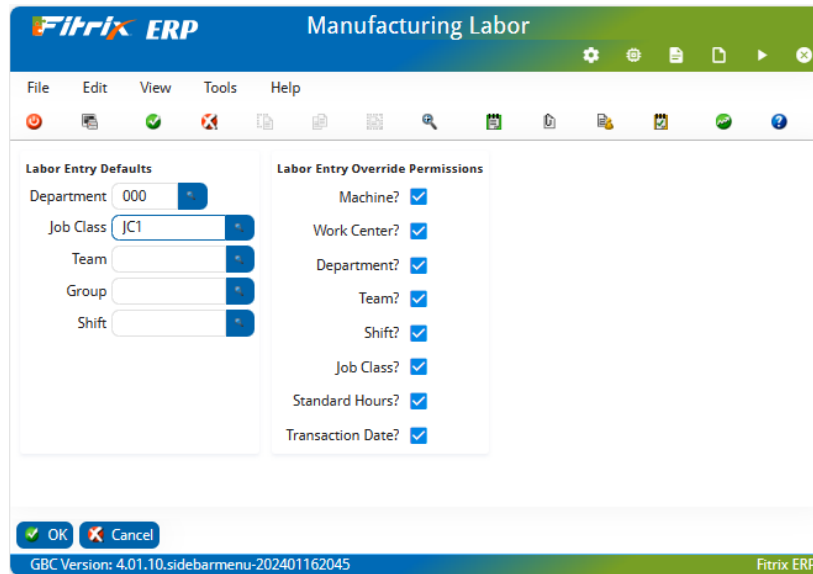 Fitrix ERP
Manufacturing Labor
File Edit View Tools Help
Labor Entry Defaults
Department 000
Job Class JC1
Team
Group
Shift
Labor Entry Override Permissions
Machine?
Work Center?
Department?
Team?
Shift?
Job Class?
Standard Hours?
Transaction Date?
OK Cancel
GBC Version: 4.01.10.sidebarmenu-202401162045 Fitrix ERP